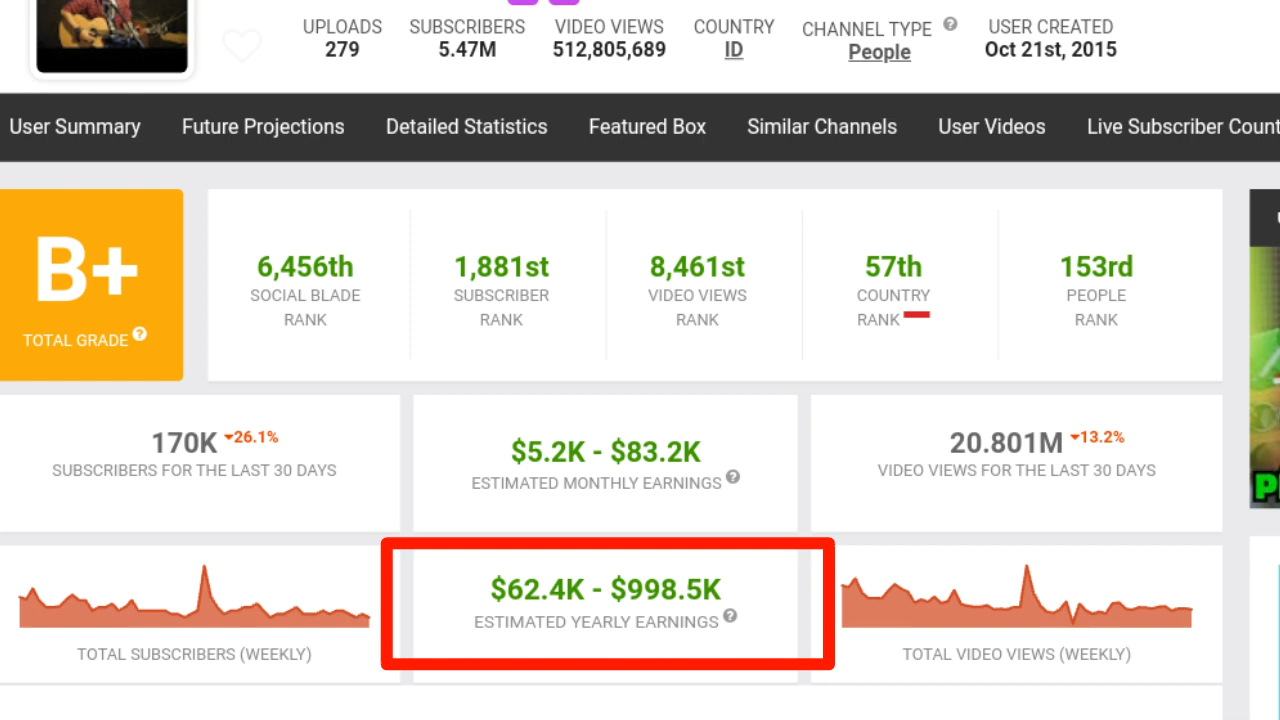 UPLOADS SUBSCRIBERS VIDEO VIEWS COUNTRY CHANNEL TYPE ? USER CREATED
279 5.47M 512,805,689 ID People Oct 21st, 2015
User Summary Future Projections Detailed Statistics Featured Box Similar Channels User Videos Live Subscriber Count
B+
TOTAL GRADE ?
6,456th 1,881st 8,461st 57th 153rd
SOCIAL BLADE SUBSCRIBER VIDEO VIEWS COUNTRY PEOPLE
RANK RANK RANK RANK RANK
170K 26.1%
SUBSCRIBERS FOR THE LAST 30 DAYS
$5.2K - $83.2K
ESTIMATED MONTHLY EARNINGS ?
20.801M 13.2%
VIDEO VIEWS FOR THE LAST 30 DAYS
TOTAL SUBSCRIBERS (WEEKLY)
$62.4K - $998.5K
ESTIMATED YEARLY EARNINGS ?
TOTAL VIDEO VIEWS (WEEKLY)